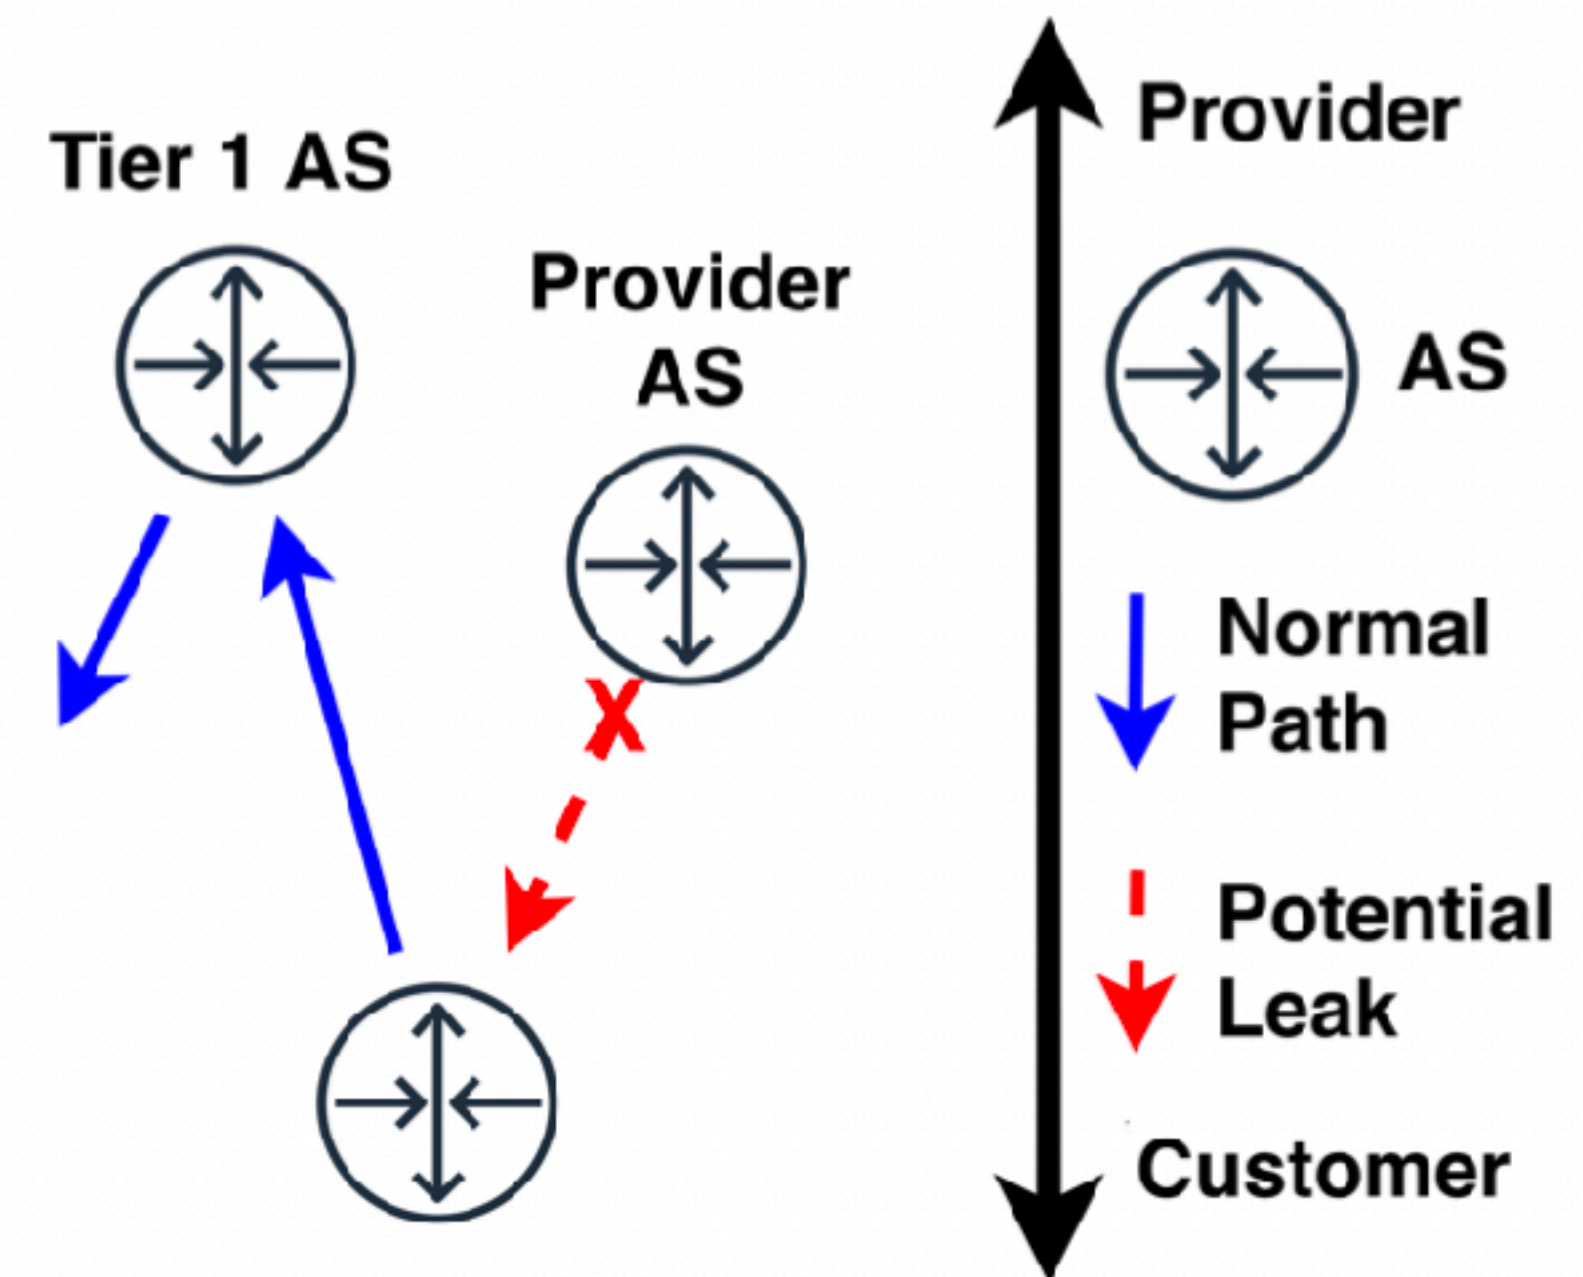 Tier 1 AS
Provider
AS
X
Provider
AS
Normal
Path
Potential
Leak
Customer